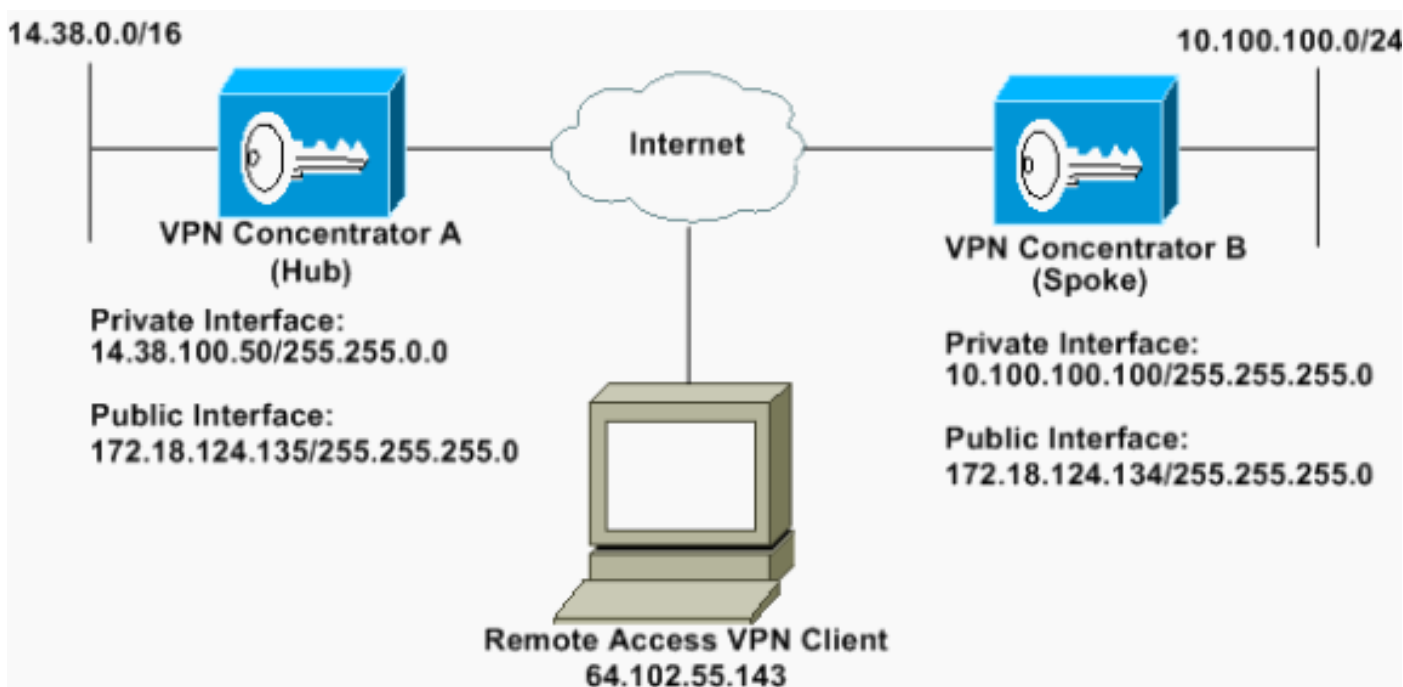 14.38.0.0/16
10.100.100.0/24
Internet
VPN Concentrator A
(Hub)
Private Interface:
14.38.100.50/255.255.0.0
Public Interface:
172.18.124.135/255.255.255.0
VPN Concentrator B
(Spoke)
Private Interface:
10.100.100.100/255.255.255.0
Public Interface:
172.18.124.134/255.255.255.0
Remote Access VPN Client
64.102.55.143